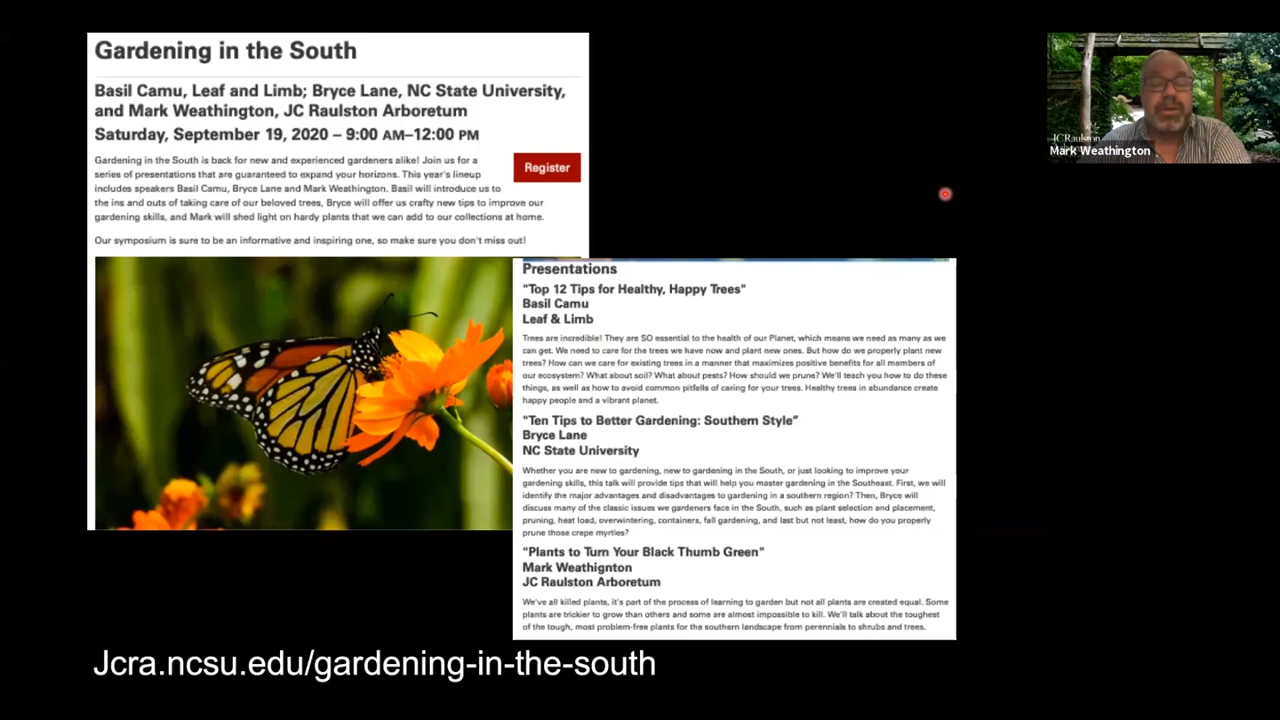 Gardening in the South
Basil Camu, Leaf and Limb; Bryce Lane, NC State University,
and Mark Weathington, JC Raulston Arboretum
Saturday, September 19, 2020 – 9:00 AM–12:00 PM
Gardening in the South is back for new and experienced gardeners alike! Join us for a
series of presentations that are guaranteed to expand your horizons. This year's lineup
includes speakers Basil Camu, Bryce Lane and Mark Weathington. Basil will introduce us to
the ins and outs of taking care of our beloved trees, Bryce will offer us crafty new tips to improve our
gardening skills, and Mark will shed light on hardy plants that we can add to our collections at home.
Register
Our symposium is sure to be an informative and inspiring one, so make sure you don't miss out!
Presentations
"Top 12 Tips for Healthy, Happy Trees"
Basil Camu
Leaf & Limb
Trees are incredible! They are SO essential to the health of our Planet, which means we need as many as we
can get. We need to care for the trees we have now and plant new ones. But how do we properly plant new
trees? How can we care for existing trees in a manner that maximizes positive benefits for all members of
our ecosystem? What about soil? What about pests? How should we prune? We'll teach you how to do these
things, as well as how to avoid common pitfalls of caring for your trees. Healthy trees in abundance create
happy people and a vibrant planet.
"Ten Tips to Better Gardening: Southern Style"
Bryce Lane
NC State University
Whether you are new to gardening, new to gardening in the South, or just looking to improve your
gardening skills, this talk will provide tips that will help you master gardening in the Southeast. First, we will
identify the major advantages and disadvantages to gardening in a southern region? Then, Bryce will
discuss many of the classic issues we gardeners face in the South, such as plant selection and placement,
pruning, heat load, overwintering, containers, fall gardening, and last but not least, how do you properly
prune those crepe myrtles?
"Plants to Turn Your Black Thumb Green"
Mark Weathignton
JC Raulston Arboretum
We've all killed plants, it's part of the process of learning to garden but not all plants are created equal. Some
plants are trickier to grow than others and some are almost impossible to kill. We'll talk about the toughest
of the tough, most problem-free plants for the southern landscape from perennials to shrubs and trees.
Jcra.ncsu.edu/gardening-in-the-south
JC Raulston
Mark Weathington